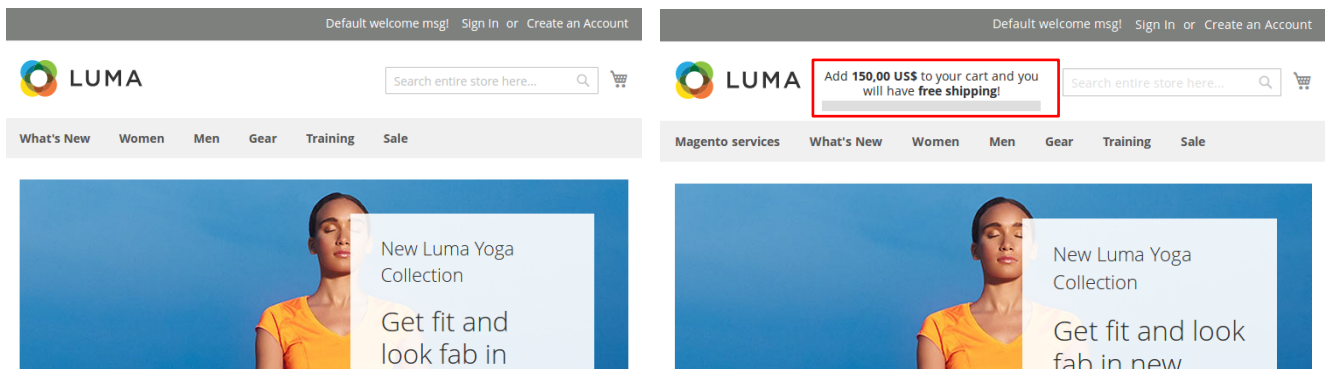 Default welcome msg! Sign In or Create an Account
LUMA
Search entire store here...
What's New Women Men Gear Training Sale
New Luma Yoga
Collection
Get fit and
look fab in
Default welcome msg! Sign In or Create an Account
LUMA
Add 150,00 US$ to your cart and you
will have free shipping!
Search entire store here...
Magento services What's New Women Men Gear Training Sale
New Luma Yoga
Collection
Get fit and look
fab in new